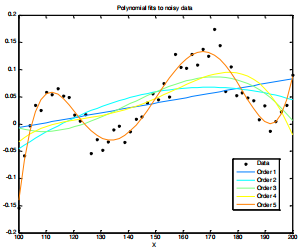 Polynomial fits to noisy data
0.2
0.15
0.1
0.05
0
-0.05
-0.1
-0.15
-0.2
100 110 120 130 140 150 160 170 180 190 200
X
Data
Order 1
Order 2
Order 3
Order 4
Order 5